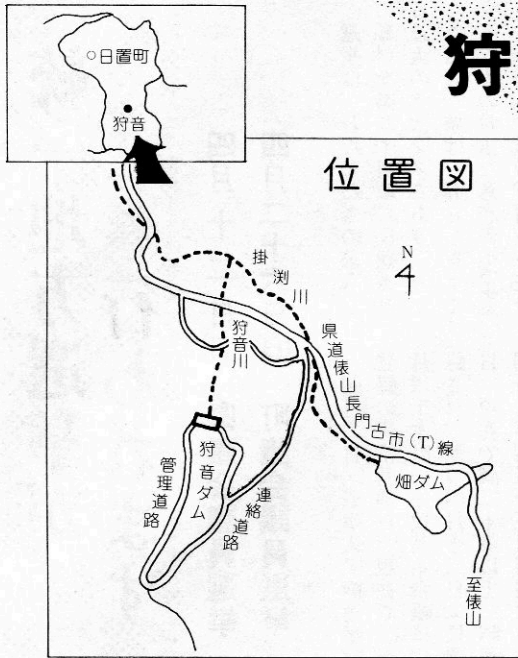 狩
○日置町
狩音
位置図
N
掛渕川
狩音川
県道俵山長門古市(T)線
狩音ダム
管理道路
連絡道路
畑ダム
至俵山